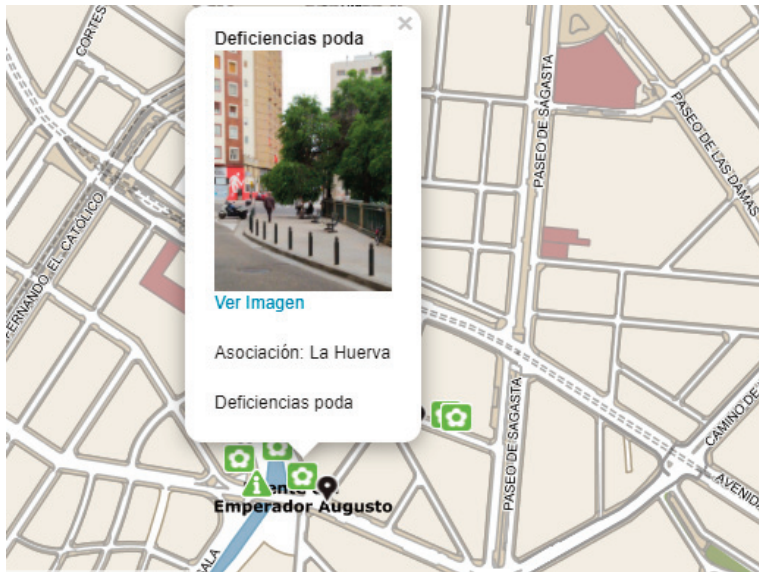 CORTES
Deficiencias poda
×
PASEO DE SAGASTA
PASEO DE LAS DAMAS
FERNANDO EL CATÓLICO
Ver Imagen
Asociación: La Huerva
Deficiencias poda
PASEO DE SAGASTA
CAMINO DE
AVENIDA
Emperador Augusto